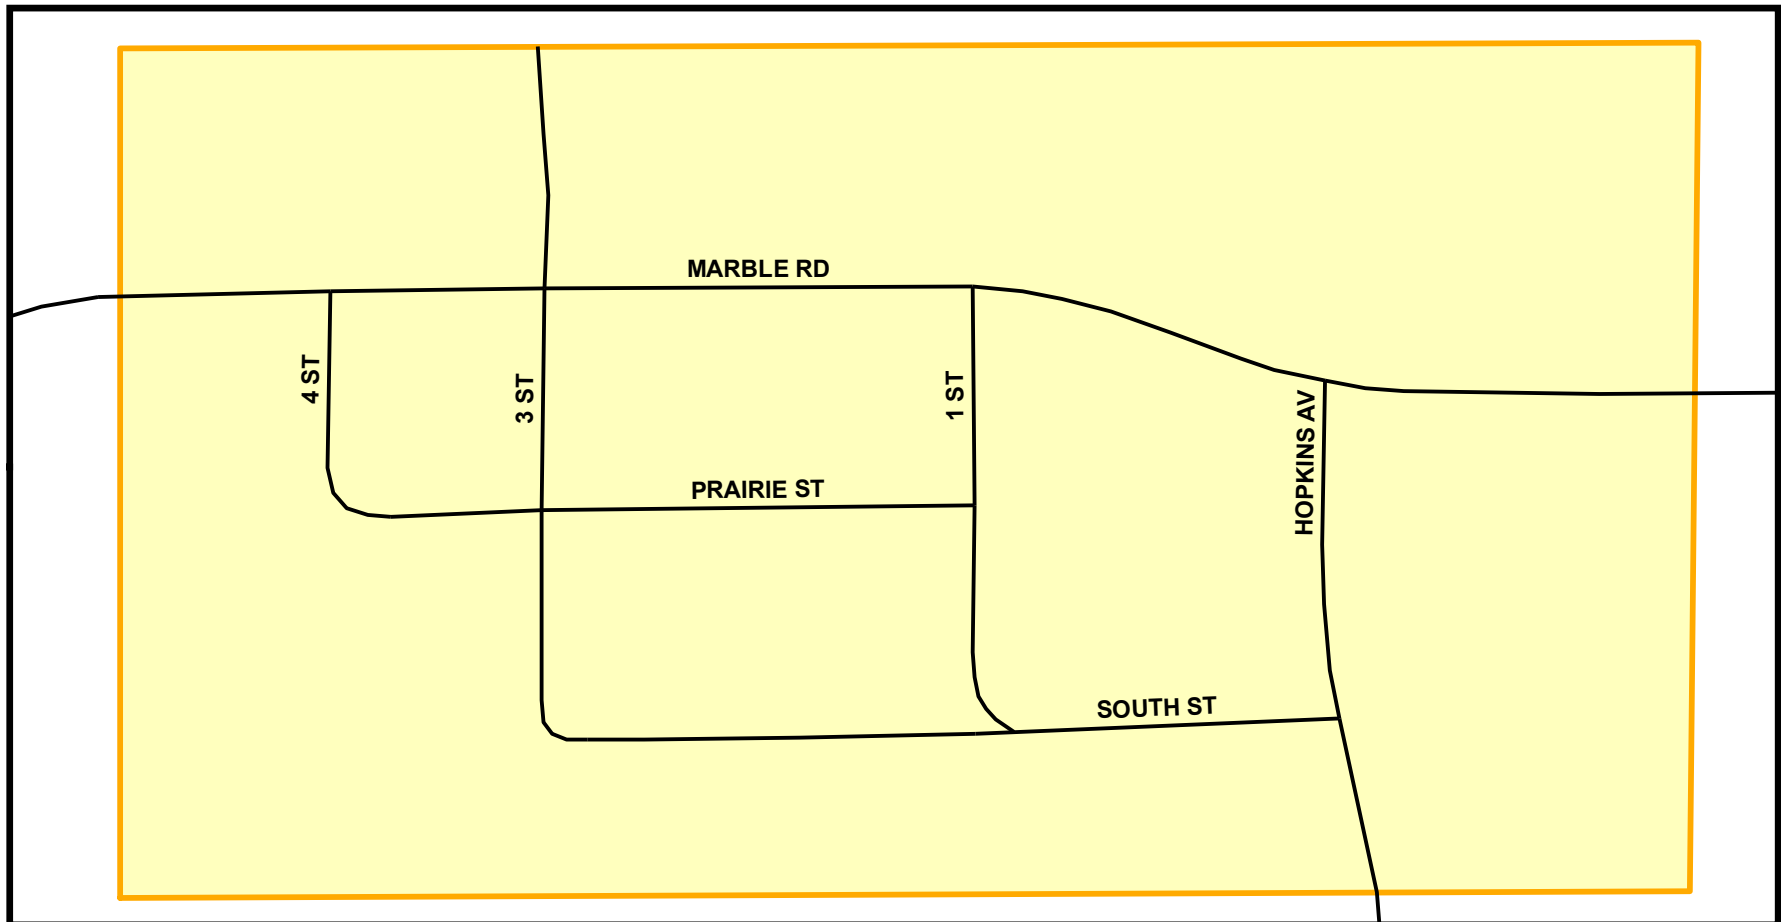 MARBLE RD
4 ST
3 ST
1 ST
HOPKINS AV
PRAIRIE ST
SOUTH ST